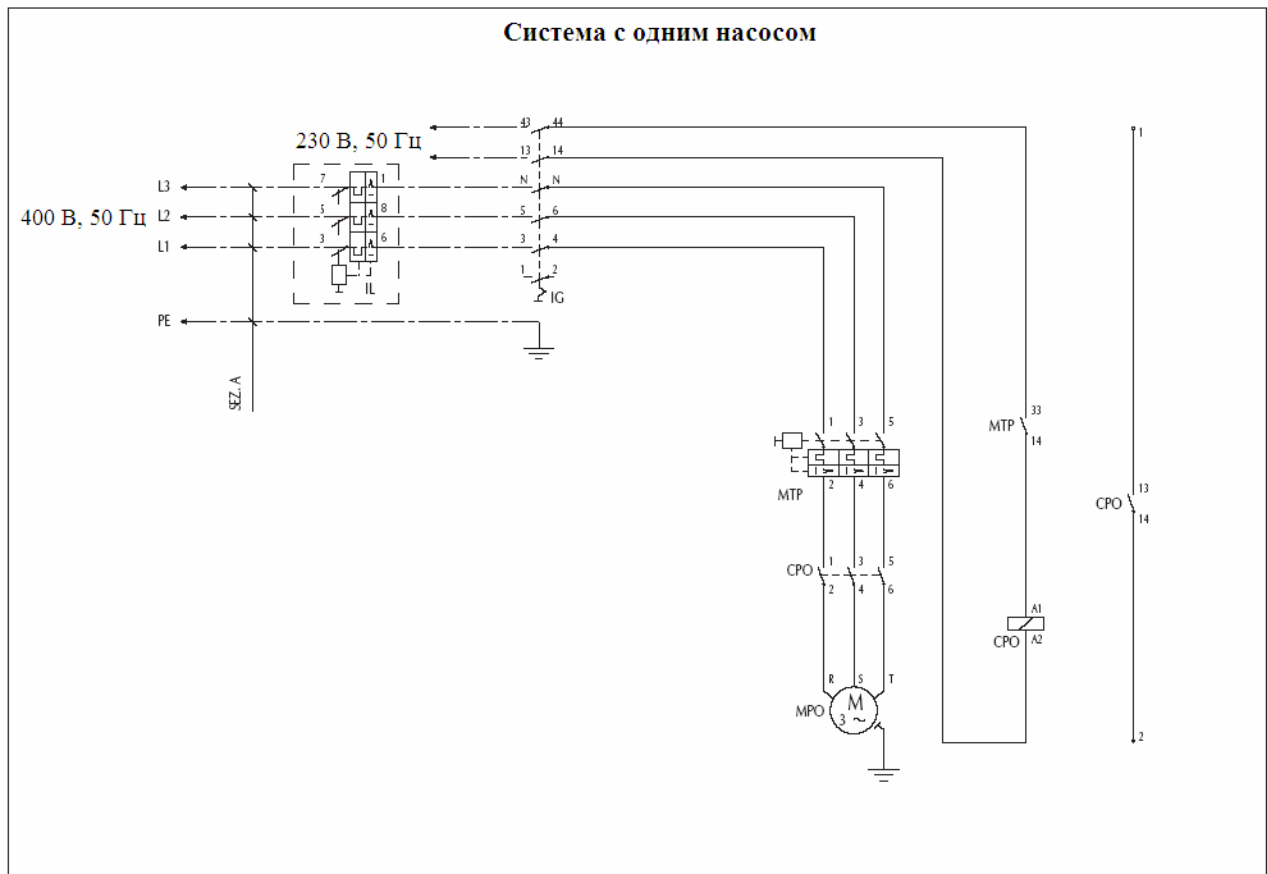 Система с одним насосом
43 44
230 В, 50 Гц
13 14
7 1 N N
L3
400 В, 50 Гц L2 5 8 5 6
L1 3 6 3 4
1 2
IL IG
PE
SEZ. A
1
33
MTP
14
1 3 5
MTP
2 4 6
13
CPO
14
1 3 5
CPO
2 4 6
A1
CPO A2
R S T
MPO M
3 ~
2